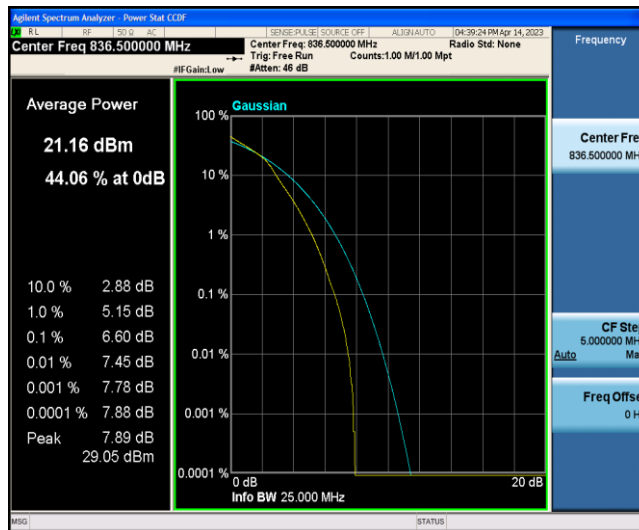 Agilent Spectrum Analyzer - Power Stat CCDF
RL RF 50 Ω AC SENSE:PULSE SOURCE OFF ALIGN AUTO 04:39:24 PM Apr 14, 2023
Center Freq 836.500000 MHz
Center Freq: 836.500000 MHz Radio Std: None
Trig: Free Run Counts:1.00 M/1.00 Mpt
#IFGain:Low #Atten: 46 dB
Frequency
Average Power
21.16 dBm
44.06 % at 0dB
10.0 % 2.88 dB
1.0 % 5.15 dB
0.1 % 6.60 dB
0.01 % 7.45 dB
0.001 % 7.78 dB
0.0001 % 7.88 dB
Peak 7.89 dB
29.05 dBm
Gaussian
100 %
10 %
1 %
0.1 %
0.01 %
0.001 %
0.0001 %
0 dB 20 dB
Info BW 25.000 MHz
Center Fre
836.500000 MH
CF Ste
5.000000 MH
Auto Ma
Freq Offse
0 H
MSG STATUS